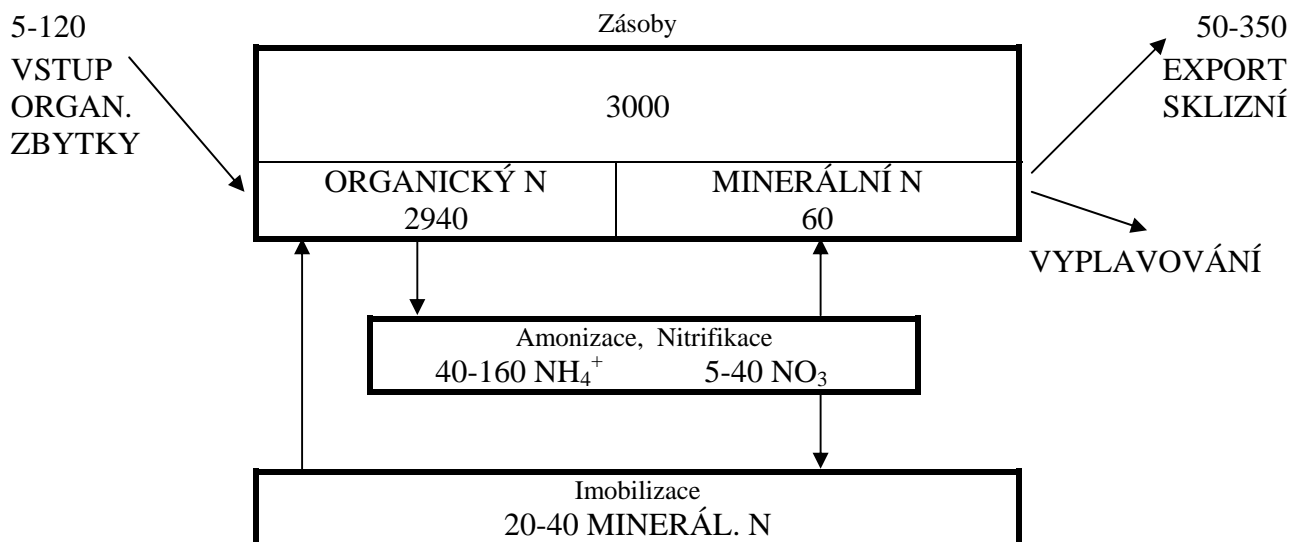 5-120
VSTUP
ORGAN.
ZBYTKY
Zásoby
3000
ORGANICKÝ N
2940
MINERÁLNÍ N
60
50-350
EXPORT
SKLIZNÍ
VYPLAVOVÁNÍ
Amonizace, Nitrifikace
40-160 NH₄⁺ 5-40 NO₃
Imobilizace
20-40 MINERÁL. N